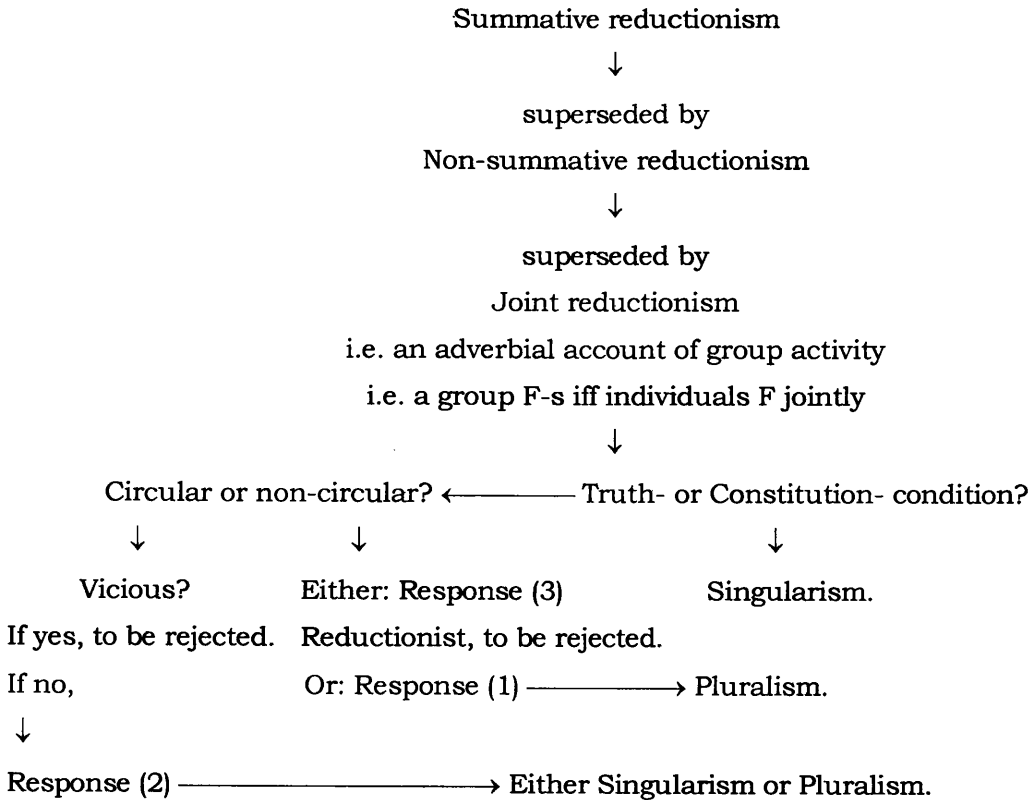 Summative reductionism
↓
superseded by
Non-summative reductionism
↓
superseded by
Joint reductionism
i.e. an adverbial account of group activity
i.e. a group F-s iff individuals F jointly
↓
Circular or non-circular? ← Truth- or Constitution- condition?
↓ ↓ ↓
Vicious? Either: Response (3) Singularism.
If yes, to be rejected. Reductionist, to be rejected.
If no, Or: Response (1) → Pluralism.
↓
Response (2) → Either Singularism or Pluralism.